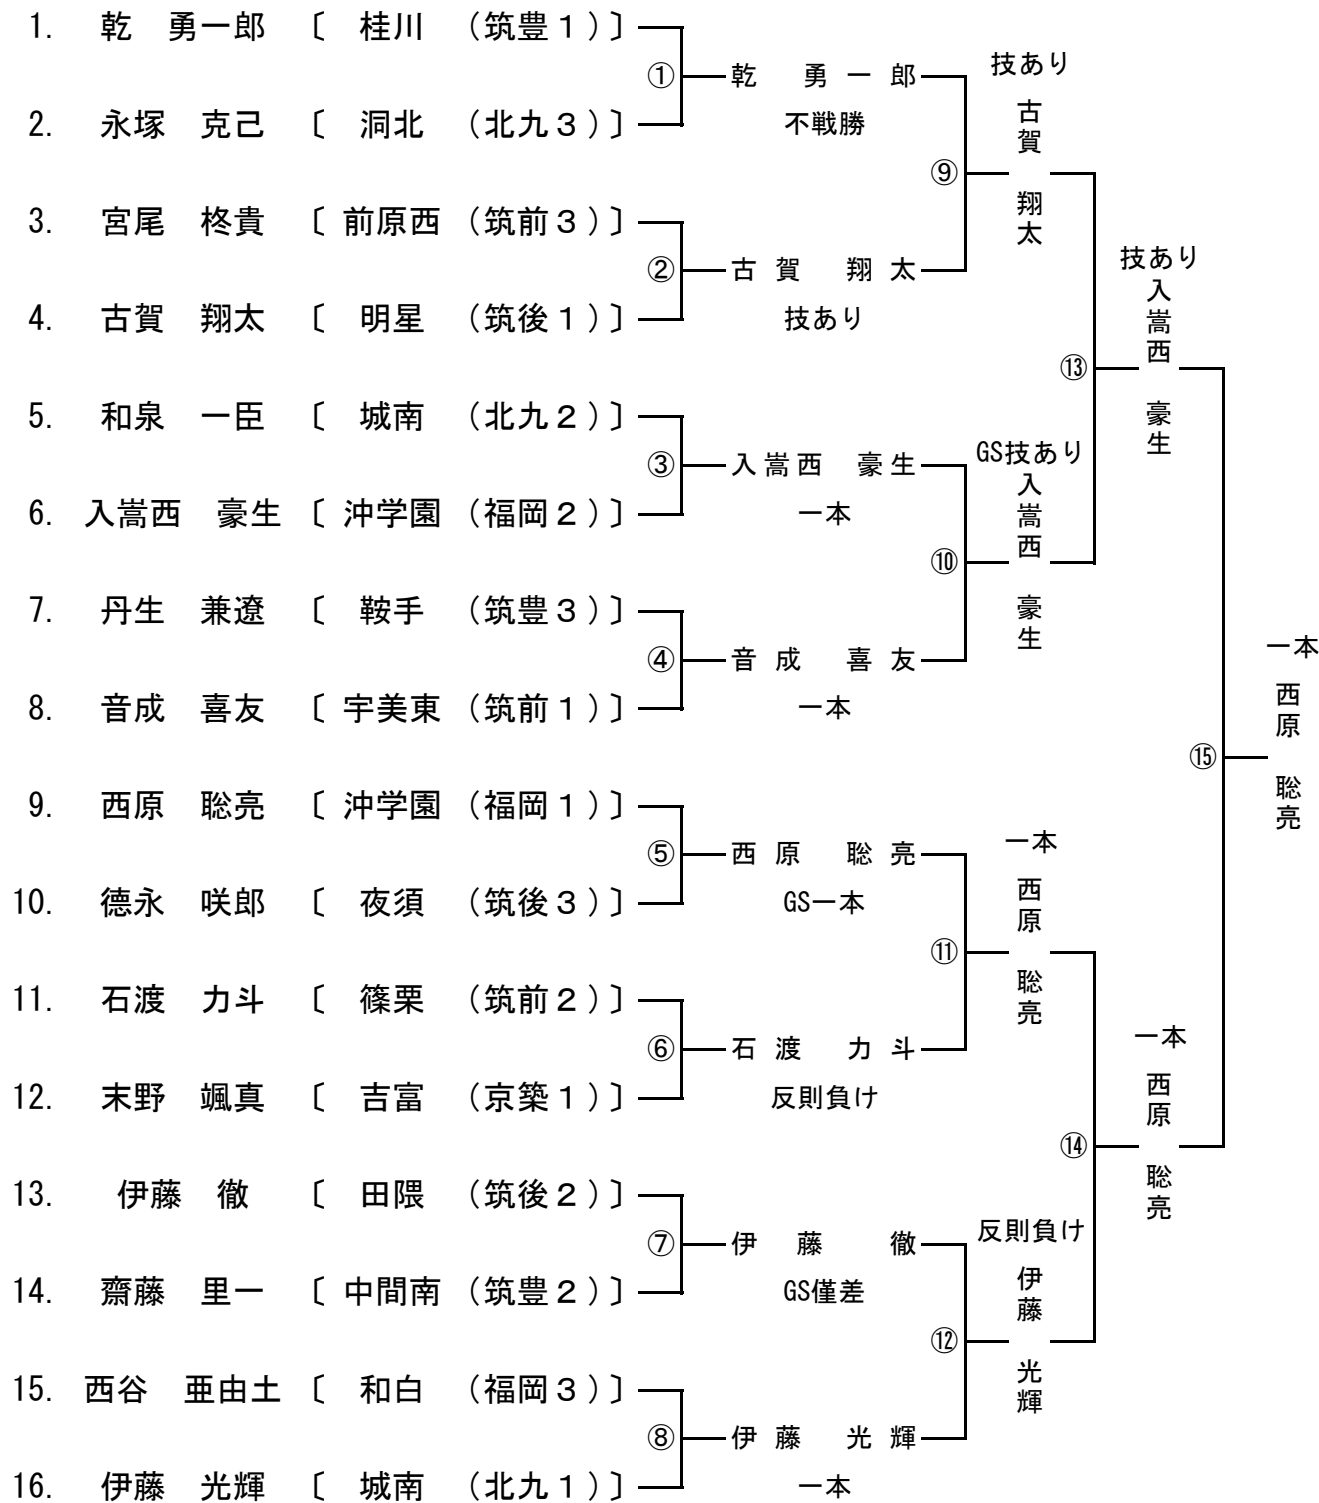 1. 乾 勇一郎 〔 桂川 （筑豊１）〕
2. 永塚 克己 〔 洞北 （北九３）〕
3. 宮尾 柊貴 〔 前原西 （筑前３）〕
4. 古賀 翔太 〔 明星 （筑後１）〕
5. 和泉 一臣 〔 城南 （北九２）〕
6. 入嵩西 豪生 〔 沖学園 （福岡２）〕
7. 丹生 兼遼 〔 鞍手 （筑豊３）〕
8. 音成 喜友 〔 宇美東 （筑前１）〕
9. 西原 聡亮 〔 沖学園 （福岡１）〕
10. 德永 咲郎 〔 夜須 （筑後３）〕
11. 石渡 力斗 〔 篠栗 （筑前２）〕
12. 末野 颯真 〔 吉富 （京築１）〕
13. 伊藤 徹 〔 田隈 （筑後２）〕
14. 齋藤 里一 〔 中間南 （筑豊２）〕
15. 西谷 亜由土 〔 和白 （福岡３）〕
16. 伊藤 光輝 〔 城南 （北九１）〕
① 乾 勇一郎
不戦勝
② 古賀 翔太
技あり
③ 入嵩西 豪生
一本
④ 音成 喜友
一本
⑤ 西原 聡亮
GS一本
⑥ 石渡 力斗
反則負け
⑦ 伊藤 徹
GS僅差
⑧ 伊藤 光輝
一本
⑨
技あり
古賀 翔太
⑩
GS技あり
入嵩西 豪生
⑪
一本
西原 聡亮
⑫
反則負け
伊藤 光輝
⑬
技あり
入嵩西 豪生
⑭
一本
西原 聡亮
⑮
一本
西原 聡亮